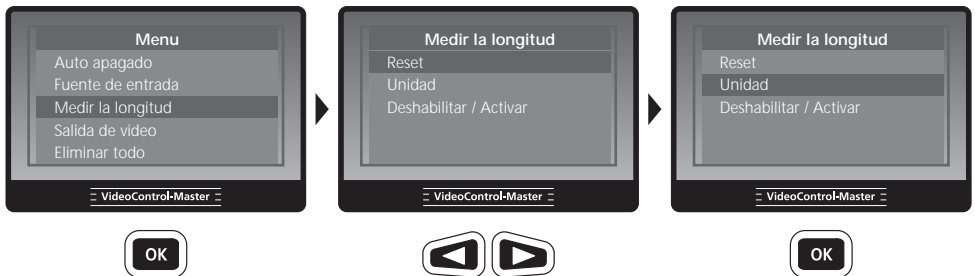 Menu
Auto apagado
Fuente de entrada
Medir la longitud
Salida de video
Eliminar todo
VideoControl-Master
OK
Medir la longitud
Reset
Unidad
Deshabilitar / Activar
VideoControl-Master
Medir la longitud
Reset
Unidad
Deshabilitar / Activar
VideoControl-Master
OK